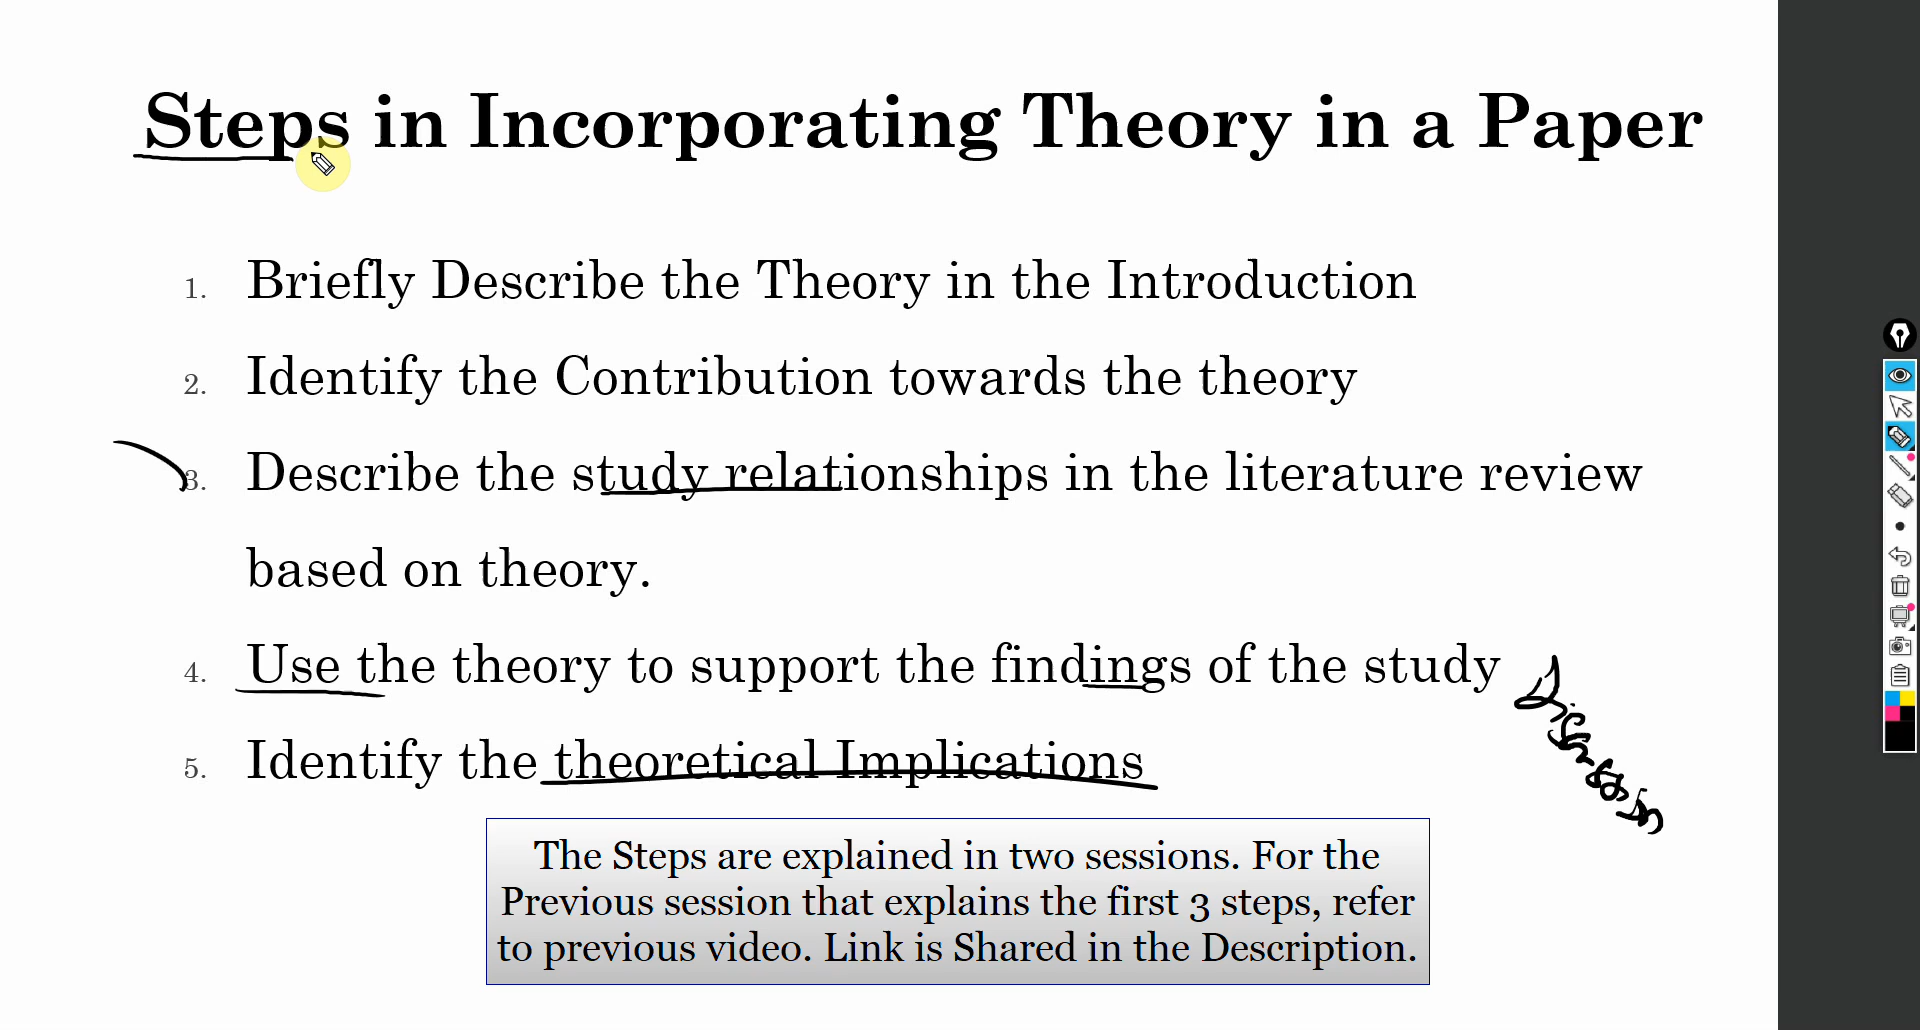 Steps in Incorporating Theory in a Paper
1. Briefly Describe the Theory in the Introduction
2. Identify the Contribution towards the theory
3. Describe the study relationships in the literature review
based on theory.
4. Use the theory to support the findings of the study
5. Identify the theoretical Implications
The Steps are explained in two sessions. For the
Previous session that explains the first 3 steps, refer
to previous video. Link is Shared in the Description.